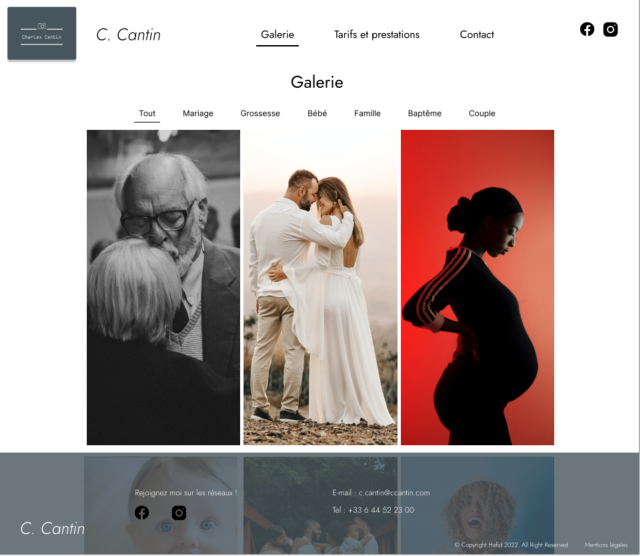 Charles Cantin
C. Cantin
Galerie
Tarifs et prestations
Contact
Galerie
Tout
Mariage
Grossesse
Bébé
Famille
Baptême
Couple
Rejoignez moi sur les réseaux !
E-mail : c.cantin@ccantin.com
Tel : +33 6 44 52 23 00
C. Cantin
© Copyright Hafid 2022. All Right Reserved
Mentions légales